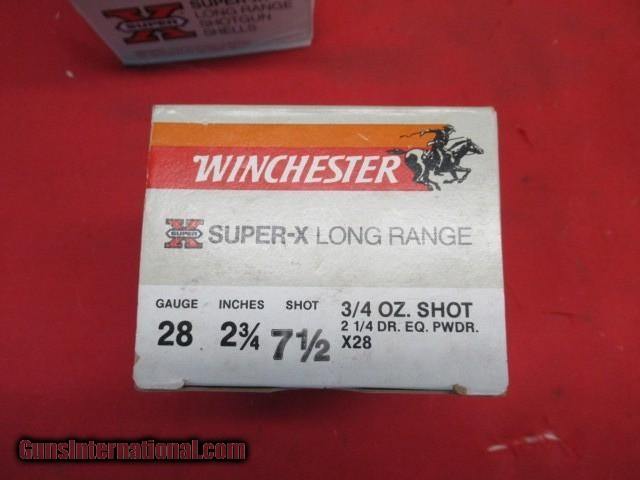 SUPER
LONG RANGE
SHOTGUN
SHELLS
WINCHESTER
X SUPER SUPER-X LONG RANGE
GAUGE INCHES SHOT 3/4 OZ. SHOT
28 2¾ 7½ 2 1/4 DR. EQ. PWDR.
X28
GunsInternational.com